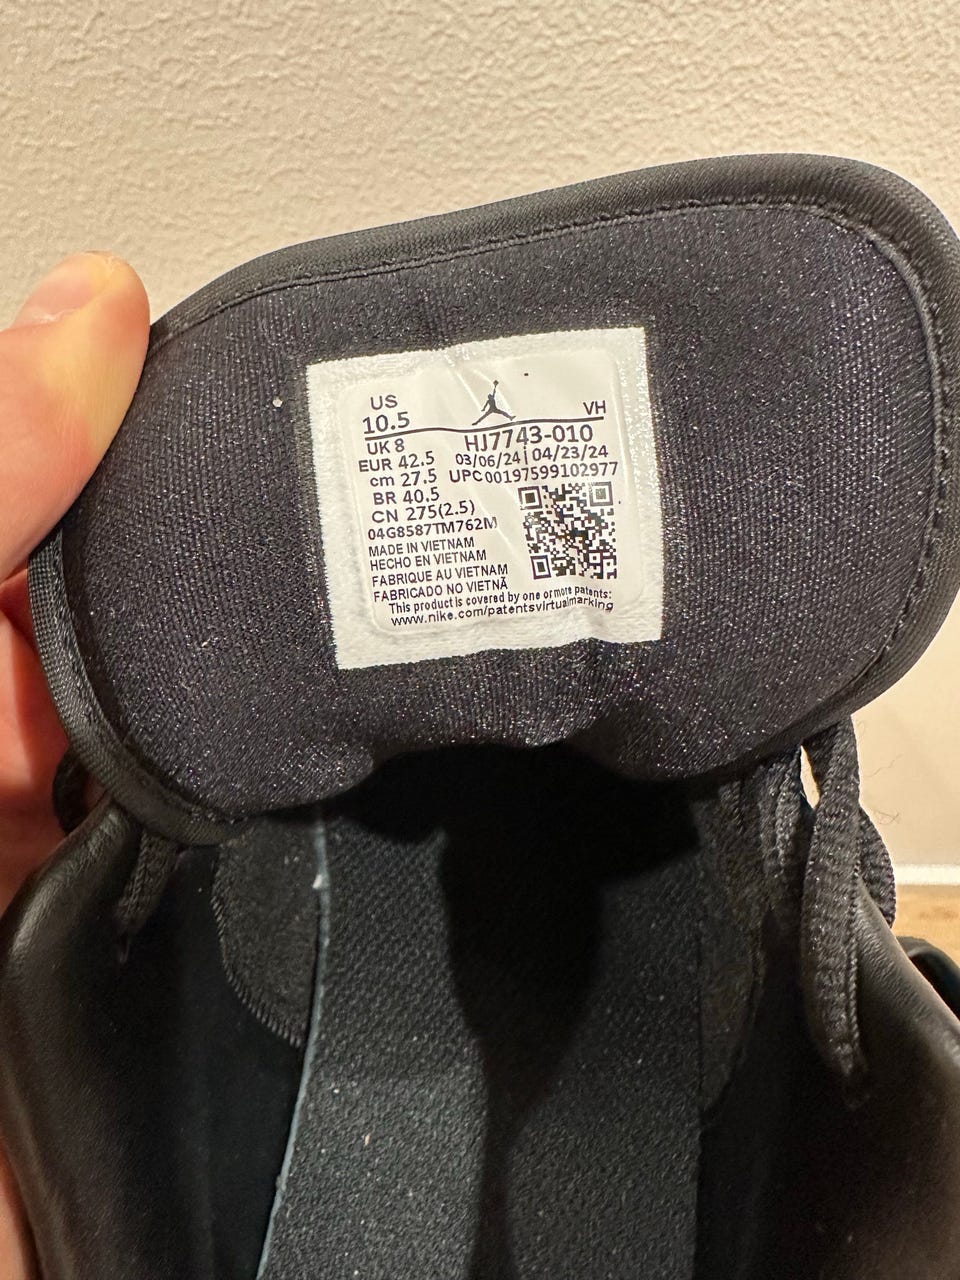 US
10.5
VH
UK 8
HJ7743-010
EUR 42.5
03/06/24 | 04/23/24
cm 27.5
UPC 00197599102977
BR 40.5
CN 275(2.5)
04G8587TM762M
MADE IN VIETNAM
HECHO EN VIETNAM
FABRIQUE AU VIETNAM
FABRICADO NO VIETNÃ
This product is covered by one or more patents:
www.nike.com/patentsvirtualmarking